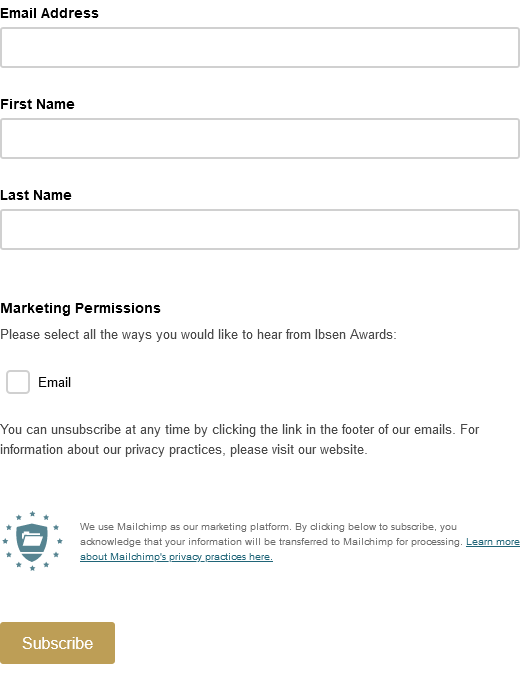 Email Address
First Name
Last Name
Marketing Permissions
Please select all the ways you would like to hear from Ibsen Awards:
Email
You can unsubscribe at any time by clicking the link in the footer of our emails. For
information about our privacy practices, please visit our website.
We use Mailchimp as our marketing platform. By clicking below to subscribe, you
acknowledge that your information will be transferred to Mailchimp for processing. Learn more
about Mailchimp's privacy practices here.
Subscribe